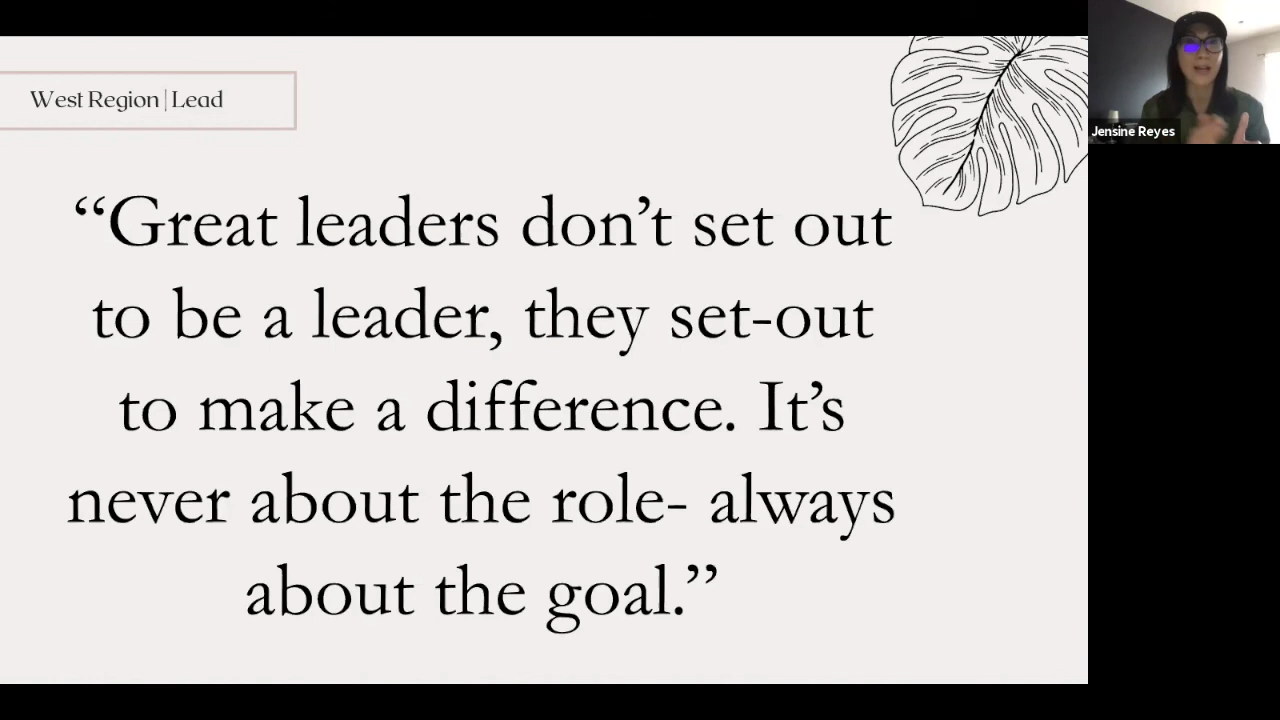 West Region | Lead
“Great leaders don’t set out
to be a leader, they set-out
to make a difference. It’s
never about the role- always
about the goal.”
Jensine Reyes